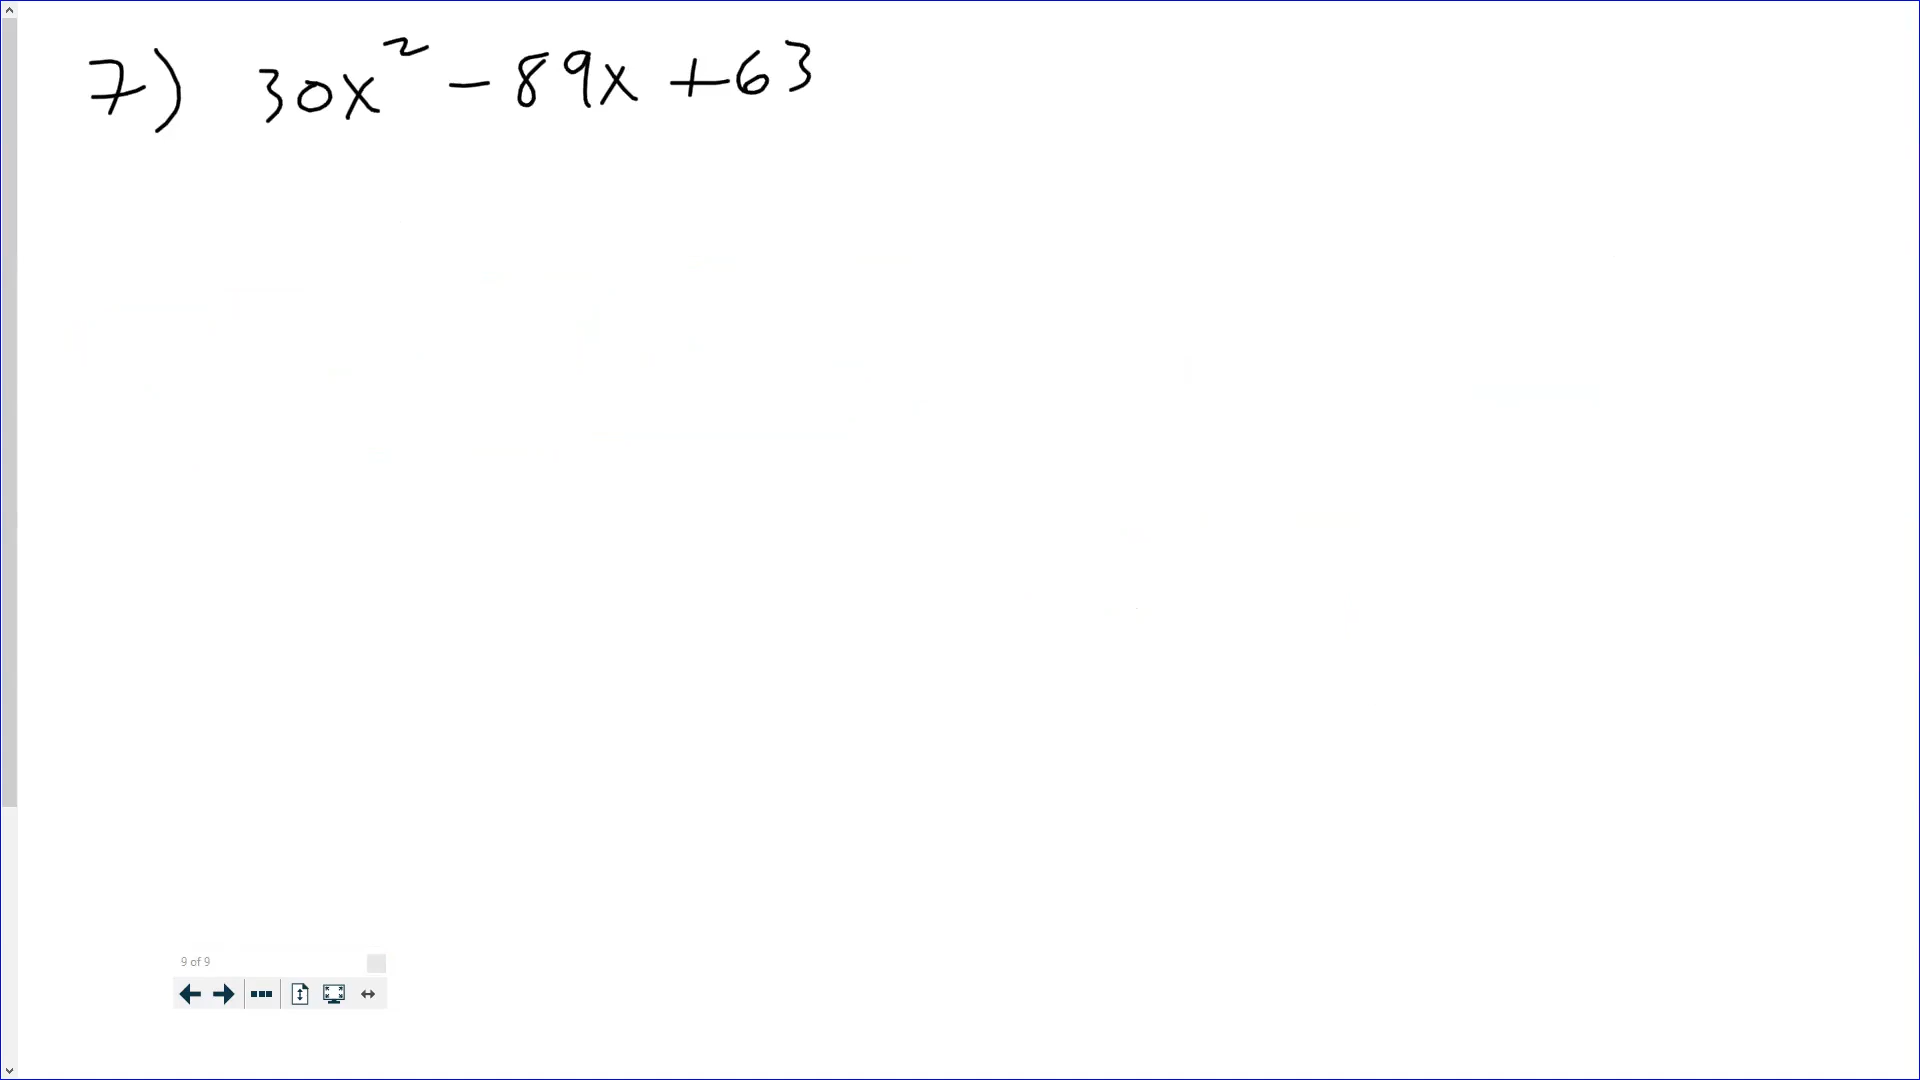 7) 30x² - 89x + 63
9 of 9